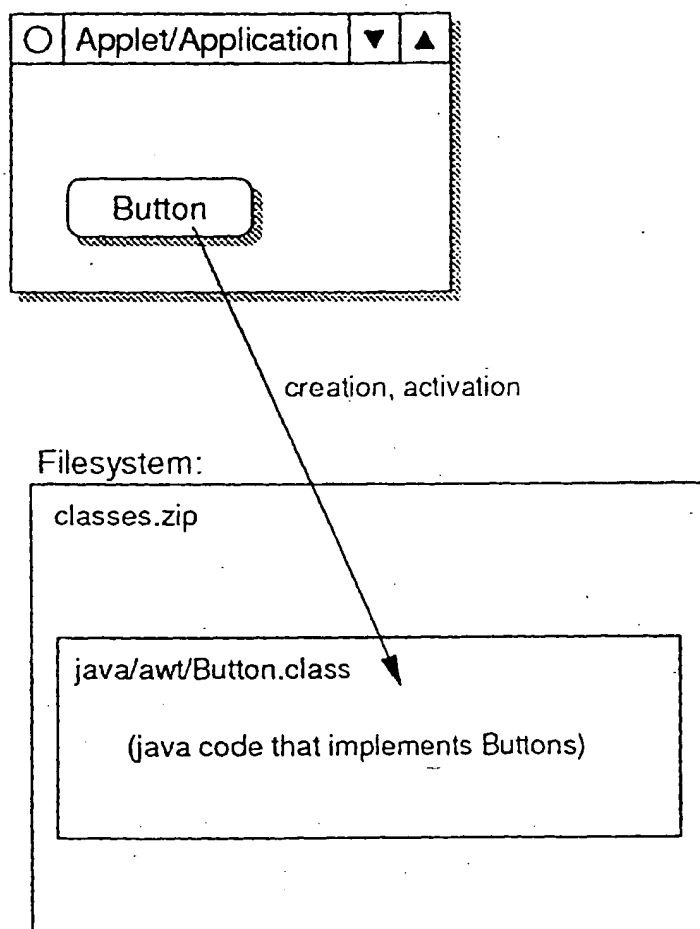 Applet/Application
Button
creation, activation
Filesystem:
classes.zip
java/awt/Button.class
(java code that implements Buttons)